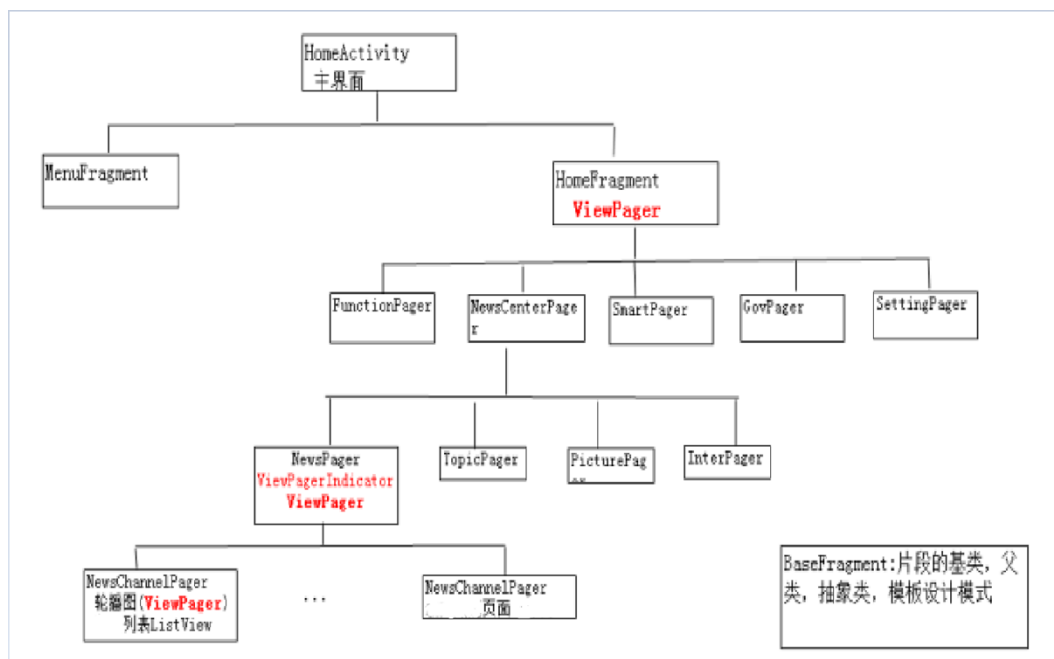 HomeActivity
主界面
MenuFragment
HomeFragment
ViewPager
FunctionPager
NewsCenterPage
r
SmartPager
GovPager
SettingPager
NewsPager
ViewPagerIndicator
ViewPager
TopicPager
PicturePag
InterPager
NewsChannelPager
轮播图(ViewPager)
列表ListView
...
NewsChannelPager
页面
BaseFragment:片段的基类，父
类，抽象类，模板设计模式